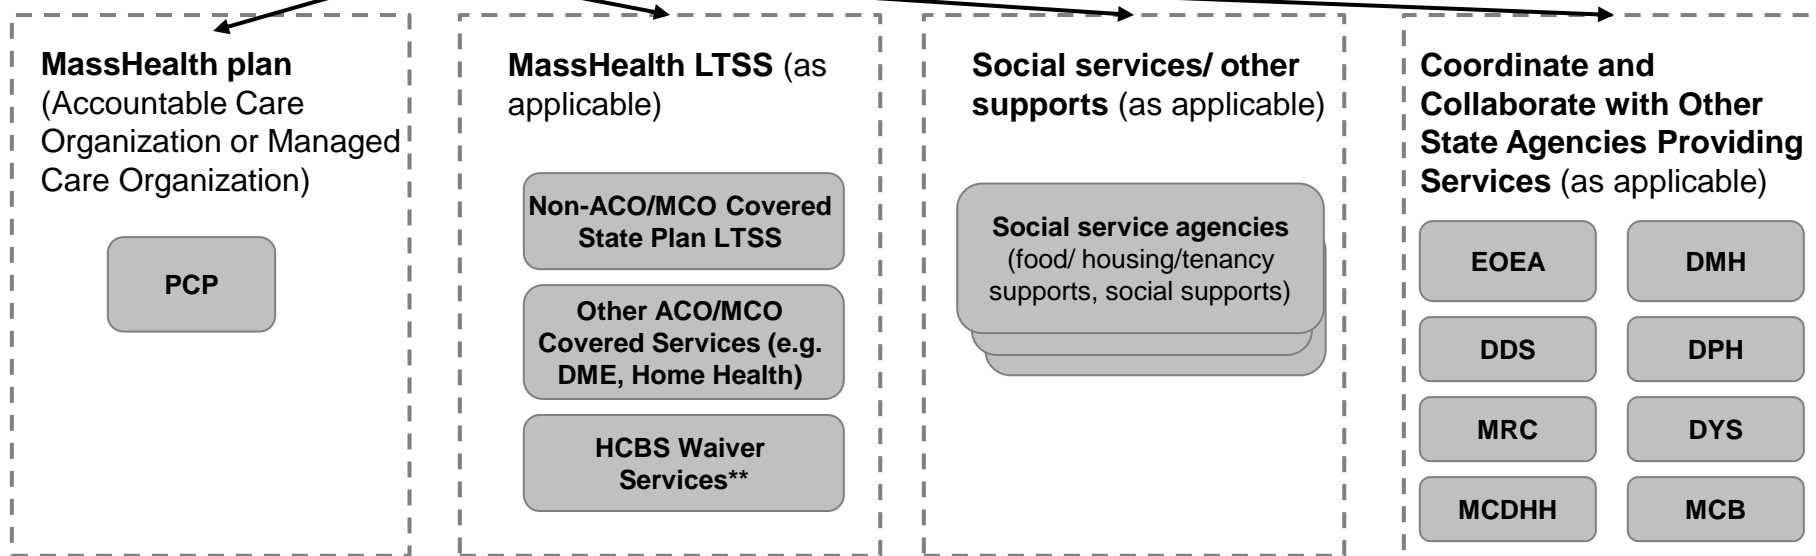 MassHealth plan
(Accountable Care
Organization or Managed
Care Organization)
PCP
MassHealth LTSS (as
applicable)
Non-ACO/MCO Covered
State Plan LTSS
Other ACO/MCO
Covered Services (e.g.
DME, Home Health)
HCBS Waiver
Services**
Social services/ other
supports (as applicable)
Social service agencies
(food/ housing/tenancy
supports, social supports)
Coordinate and
Collaborate with Other
State Agencies Providing
Services (as applicable)
EOEA
DMH
DDS
DPH
MRC
DYS
MCDHH
MCB